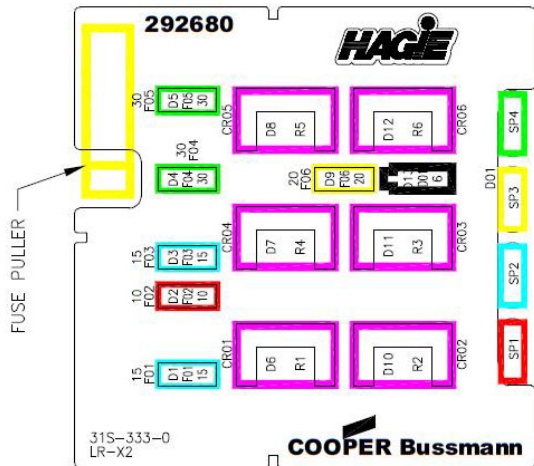 292680
HAGIE
30
F05
D5
F05
30
CR05
D8
R5
D12
R6
CR06
SP4
30
F04
D4
F04
30
20
F06
D9
F06
20
6
D01
SP3
FUSE PULLER
15
F03
D3
F03
15
CR04
D7
R4
D11
R3
CR03
SP2
10
F02
D2
F02
10
15
F01
D1
F01
15
CR01
D6
R1
D10
R2
CR02
SP1
31S-333-0
LR-X2
COOPER Bussmann